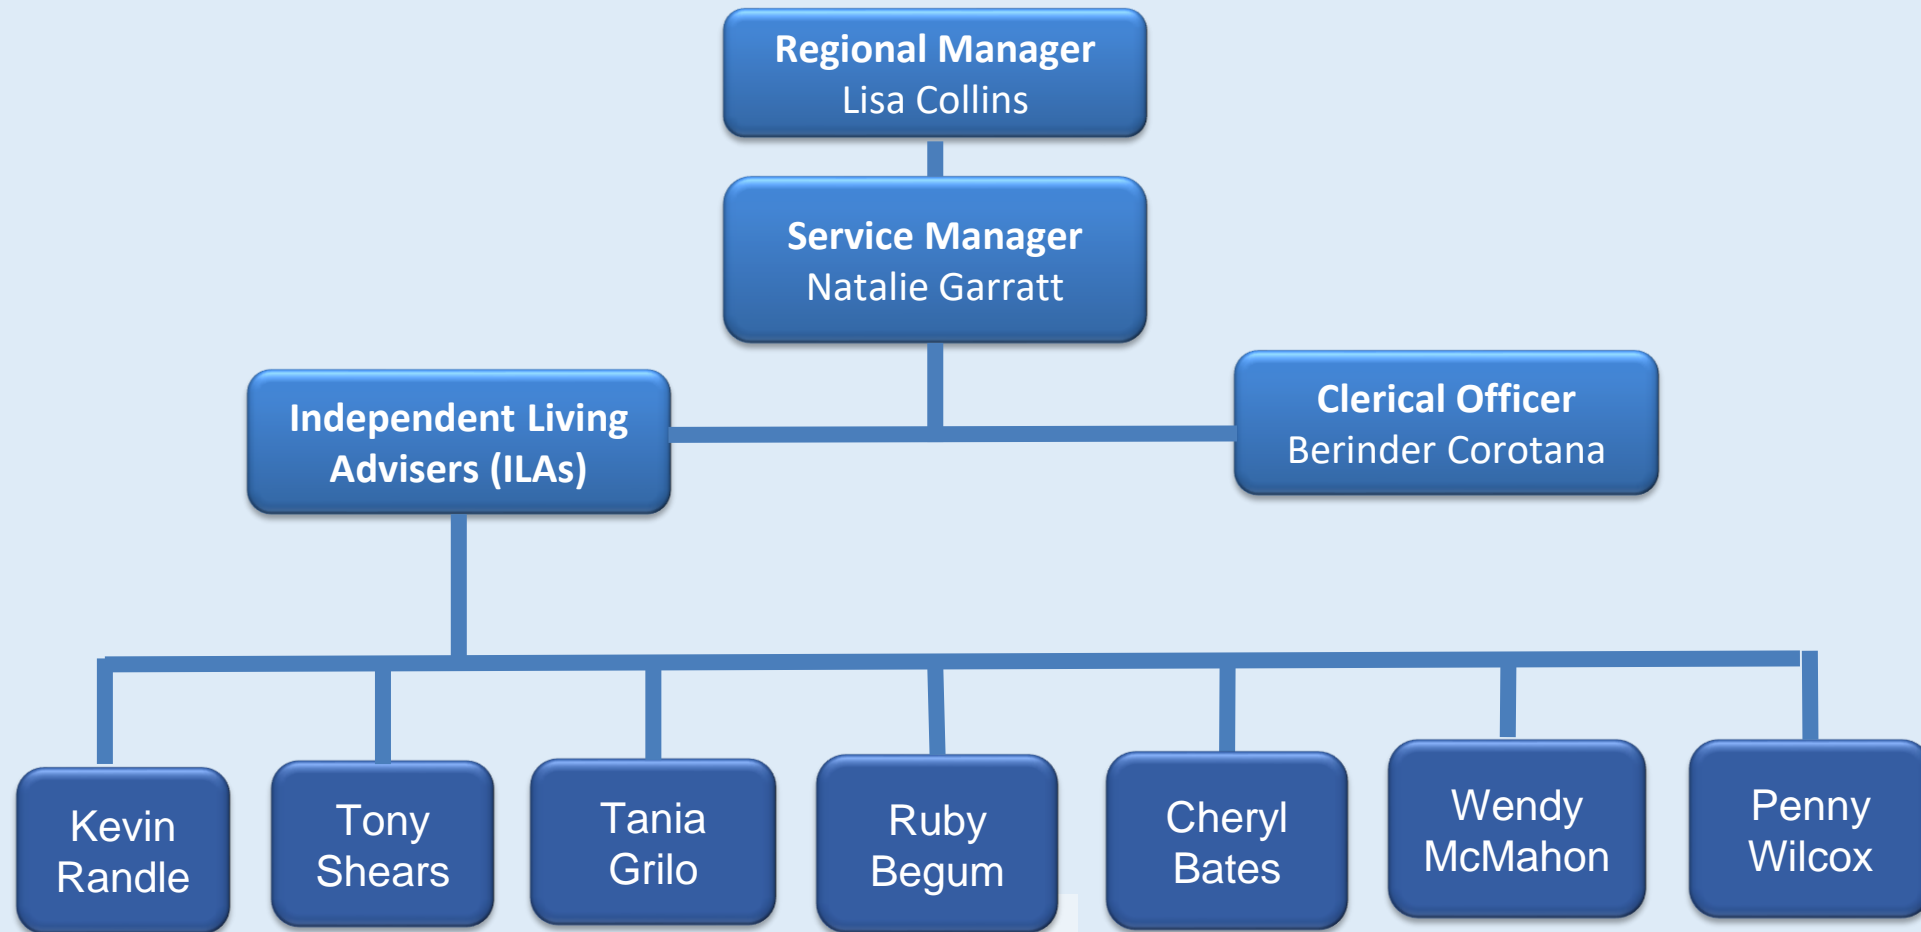 Regional Manager
Lisa Collins
Service Manager
Natalie Garratt
Independent Living
Advisers (ILAs)
Clerical Officer
Berinder Corotana
Kevin
Randle
Tony
Shears
Tania
Grilo
Ruby
Begum
Cheryl
Bates
Wendy
McMahon
Penny
Wilcox